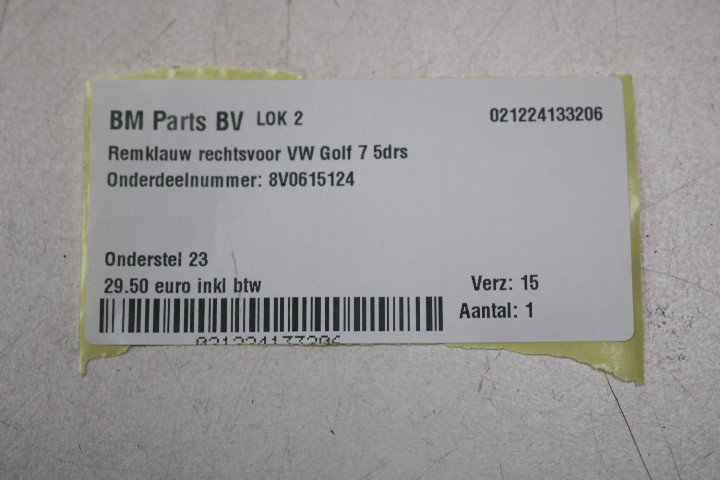 BM Parts BV LOK 2 021224133206
Remklauw rechtsvoor VW Golf 7 5drs
Onderdeelnummer: 8V0615124
Onderstel 23
29.50 euro inkl btw Verz: 15
Aantal: 1
021224133206